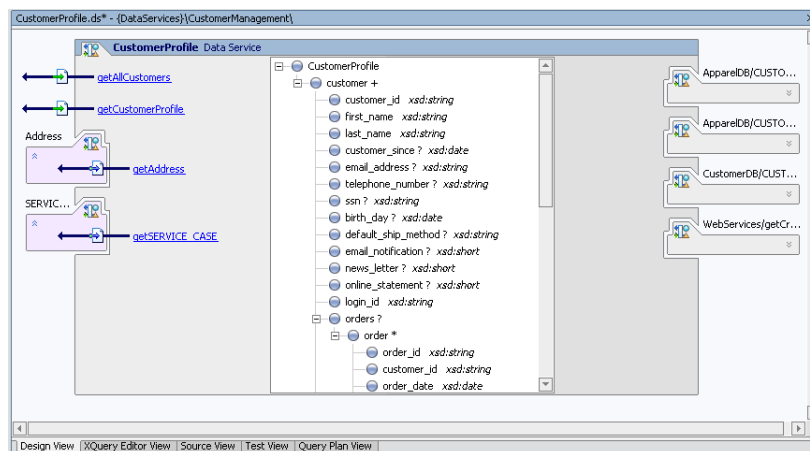 CustomerProfile.ds* - {DataServices}\CustomerManagement\
CustomerProfile Data Service
getAllCustomers
getCustomerProfile
Address
getAddress
SERVIC...
getSERVICE_CASE
CustomerProfile
customer +
customer_id xsd:string
first_name xsd:string
last_name xsd:string
customer_since ? xsd:date
email_address ? xsd:string
telephone_number ? xsd:string
ssn ? xsd:string
birth_day ? xsd:date
default_ship_method ? xsd:string
email_notification ? xsd:short
news_letter ? xsd:short
online_statement ? xsd:short
login_id xsd:string
orders ?
order *
order_id xsd:string
customer_id xsd:string
order_date xsd:date
ApparelDB/CUSTO...
ApparelDB/CUSTO...
CustomerDB/CUST...
WebServices/getCr...
Design View XQuery Editor View Source View Test View Query Plan View